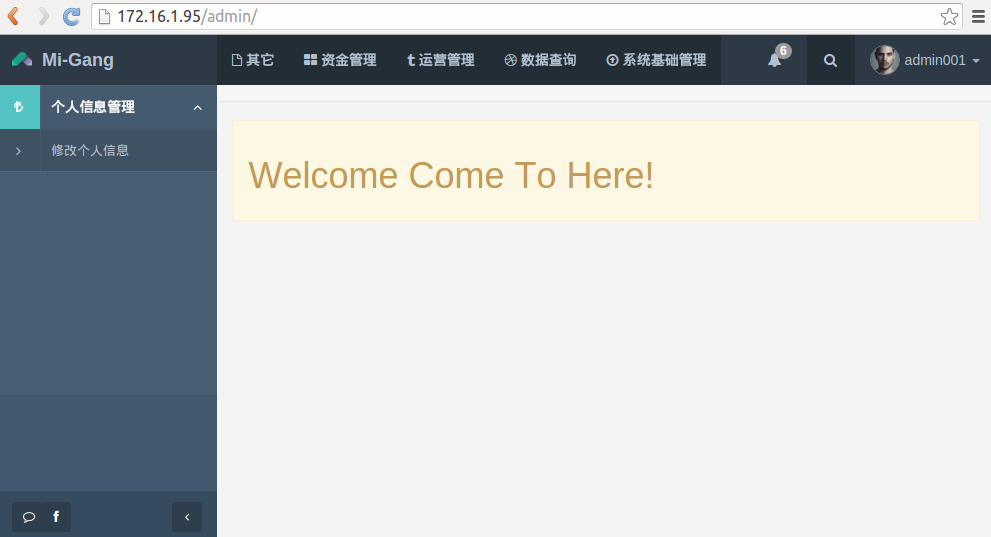 172.16.1.95/admin/
Mi-Gang
其它 资金管理 运营管理 数据查询 系统基础管理 6 admin001
个人信息管理
修改个人信息
Welcome Come To Here!